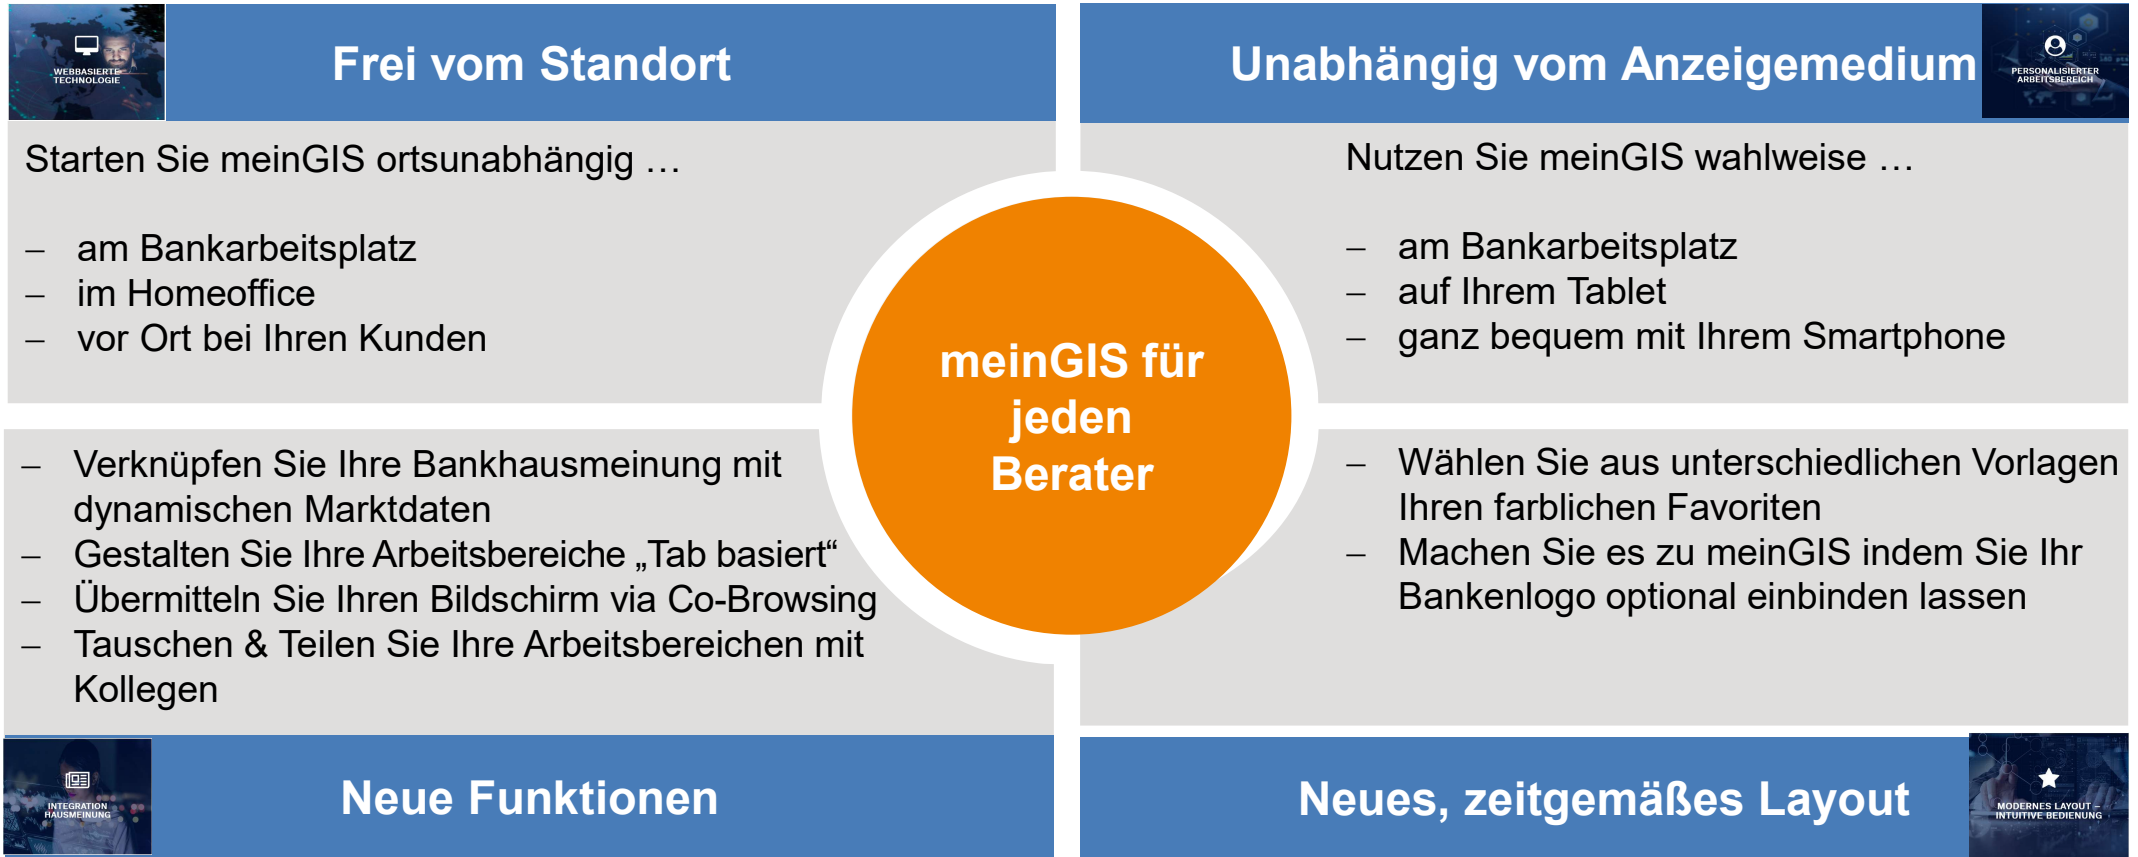 WEBBASIERTE
TECHNOLOGIE
Frei vom Standort
Starten Sie meinGIS ortsunabhängig …
– am Bankarbeitsplatz
– im Homeoffice
– vor Ort bei Ihren Kunden
Unabhängig vom Anzeigemedium
PERSONALISIERTER
ARBEITSBEREICH
Nutzen Sie meinGIS wahlweise …
– am Bankarbeitsplatz
– auf Ihrem Tablet
– ganz bequem mit Ihrem Smartphone
meinGIS für
jeden
Berater
– Verknüpfen Sie Ihre Bankhausmeinung mit
dynamischen Marktdaten
– Gestalten Sie Ihre Arbeitsbereiche „Tab basiert“
– Übermitteln Sie Ihren Bildschirm via Co-Browsing
– Tauschen & Teilen Sie Ihre Arbeitsbereichen mit
Kollegen
INTEGRATION
HAUSMEINUNG
Neue Funktionen
– Wählen Sie aus unterschiedlichen Vorlagen
Ihren farblichen Favoriten
– Machen Sie es zu meinGIS indem Sie Ihr
Bankenlogo optional einbinden lassen
Neues, zeitgemäßes Layout
MODERNES LAYOUT –
INTUITIVE BEDIENUNG